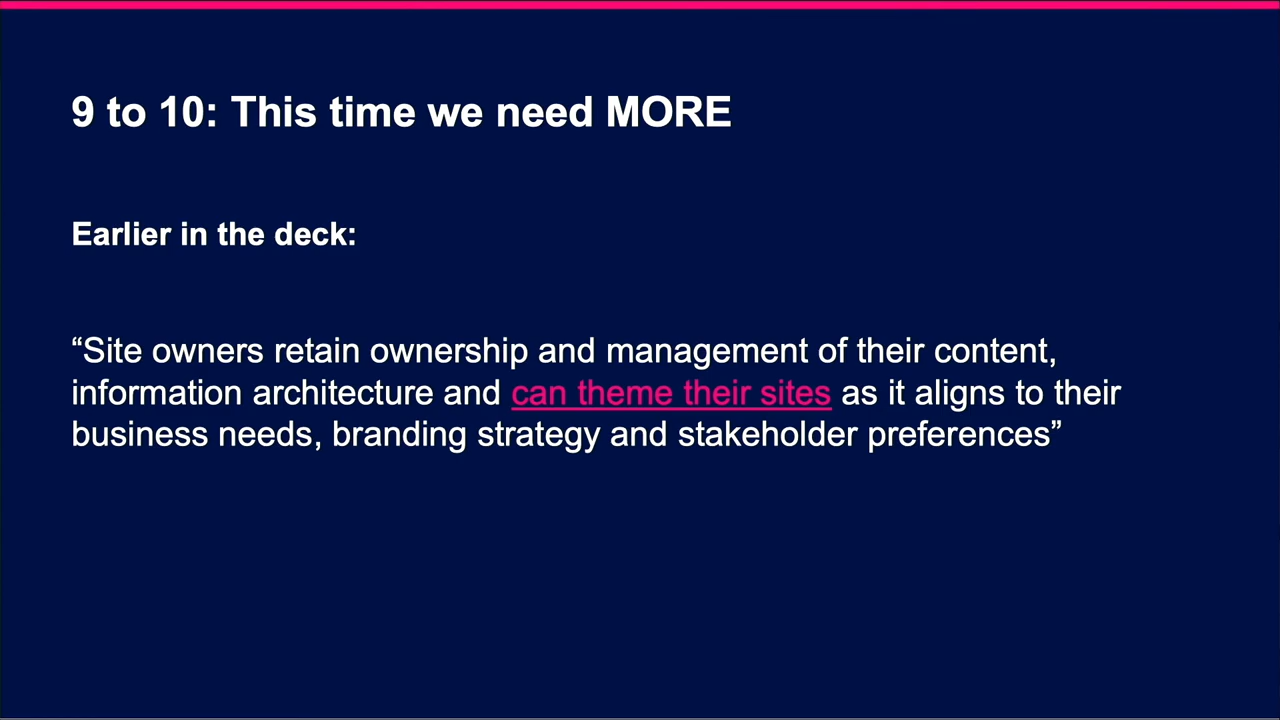 9 to 10: This time we need MORE
Earlier in the deck:
“Site owners retain ownership and management of their content,
information architecture and can theme their sites as it aligns to their
business needs, branding strategy and stakeholder preferences”